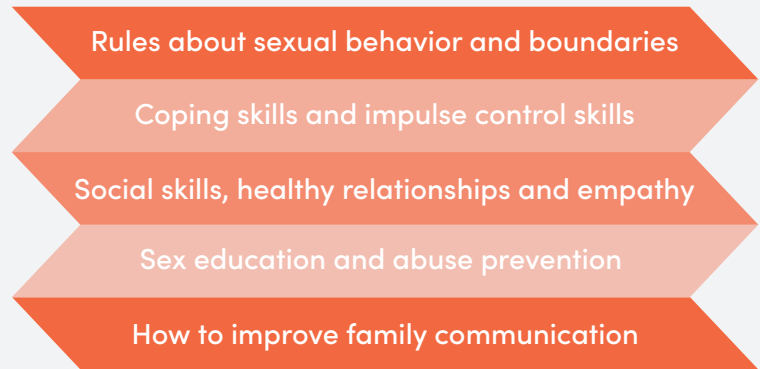 Rules about sexual behavior and boundaries
Coping skills and impulse control skills
Social skills, healthy relationships and empathy
Sex education and abuse prevention
How to improve family communication